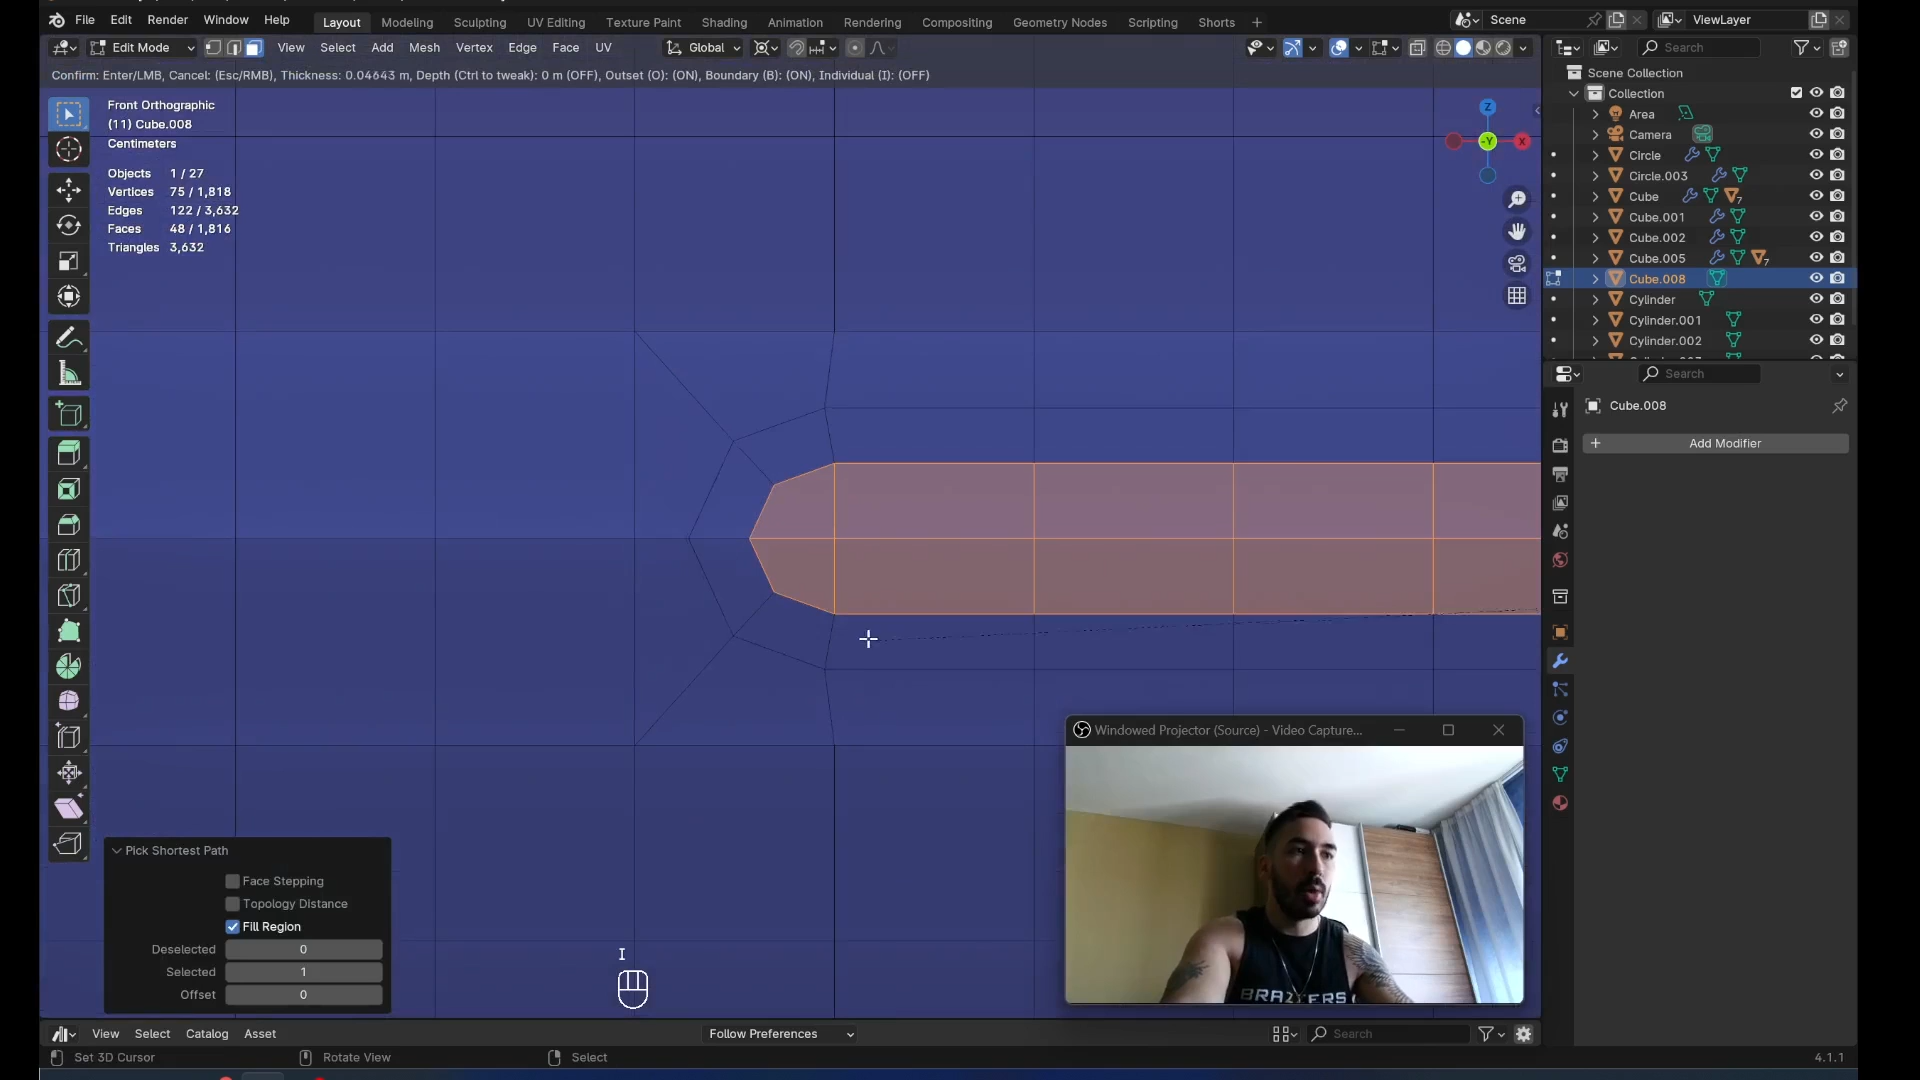 File Edit Render Window Help Layout Modeling Sculpting UV Editing Texture Paint Shading Animation Rendering Compositing Geometry Nodes Scripting Shorts + Scene ViewLayer
Edit Mode View Select Add Mesh Vertex Edge Face UV Global Search
Confirm: Enter/LMB, Cancel: (Esc/RMB), Thickness: 0.04643 m, Depth (Ctrl to tweak): 0 m (OFF), Outset (O): (ON), Boundary (B): (ON), Individual (I): (OFF)
Front Orthographic
(11) Cube.008
Centimeters
Objects 1 / 27
Vertices 75 / 1,818
Edges 122 / 3,632
Faces 48 / 1,816
Triangles 3,632
Z
-Y
X
Scene Collection
Collection
Area
Camera
Circle
Circle.003
Cube 7
Cube.001
Cube.002
Cube.005 7
Cube.008
Cylinder
Cylinder.001
Cylinder.002
Search
Cube.008
+ Add Modifier
Windowed Projector (Source) - Video Capture...
BRAZZERS
Pick Shortest Path
Face Stepping
Topology Distance
Fill Region
Deselected 0
Selected 1
Offset 0
I
View Select Catalog Asset Follow Preferences Search
Set 3D Cursor Rotate View Select 4.1.1